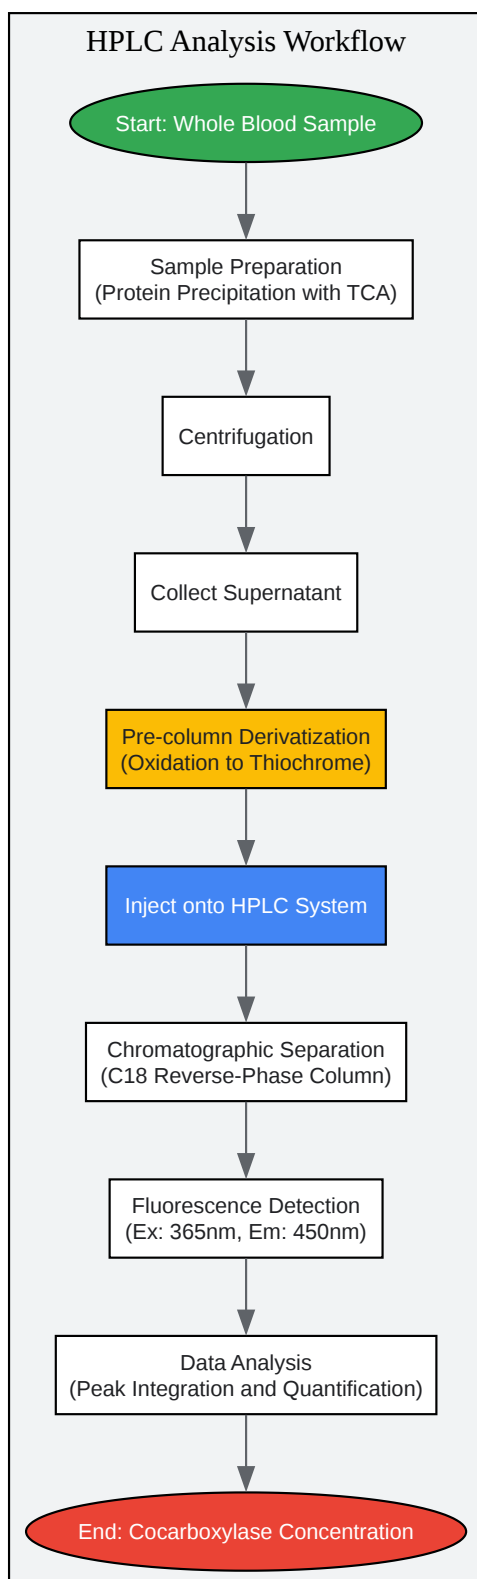 HPLC Analysis Workflow
Start: Whole Blood Sample
Sample Preparation
(Protein Precipitation with TCA)
Centrifugation
Collect Supernatant
Pre-column Derivatization
(Oxidation to Thiochrome)
Inject onto HPLC System
Chromatographic Separation
(C18 Reverse-Phase Column)
Fluorescence Detection
(Ex: 365nm, Em: 450nm)
Data Analysis
(Peak Integration and Quantification)
End: Cocarboxylase Concentration